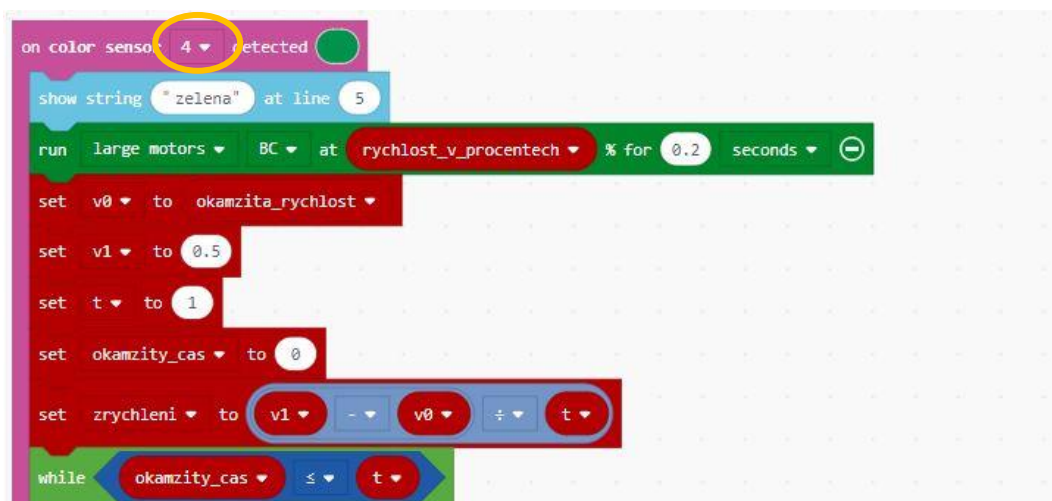 on color sensor 4 detected
show string "zelena" at line 5
run large motors BC at rychlost_v_procentech % for 0.2 seconds
set v0 to okamzita_rychlost
set v1 to 0.5
set t to 1
set okamzity_cas to 0
set zrychleni to v1 - v0 ÷ t
while okamzity_cas ≤ t